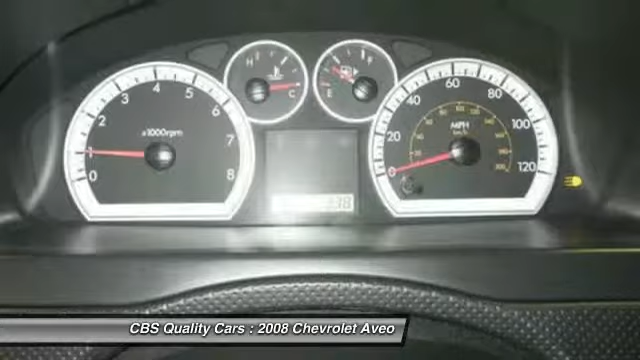 H F
C E
x1000rpm
0 1 2 3 4 5 6 7 8
MPH
km/h
0 20 40 60 80 100 120
CBS Quality Cars : 2008 Chevrolet Aveo